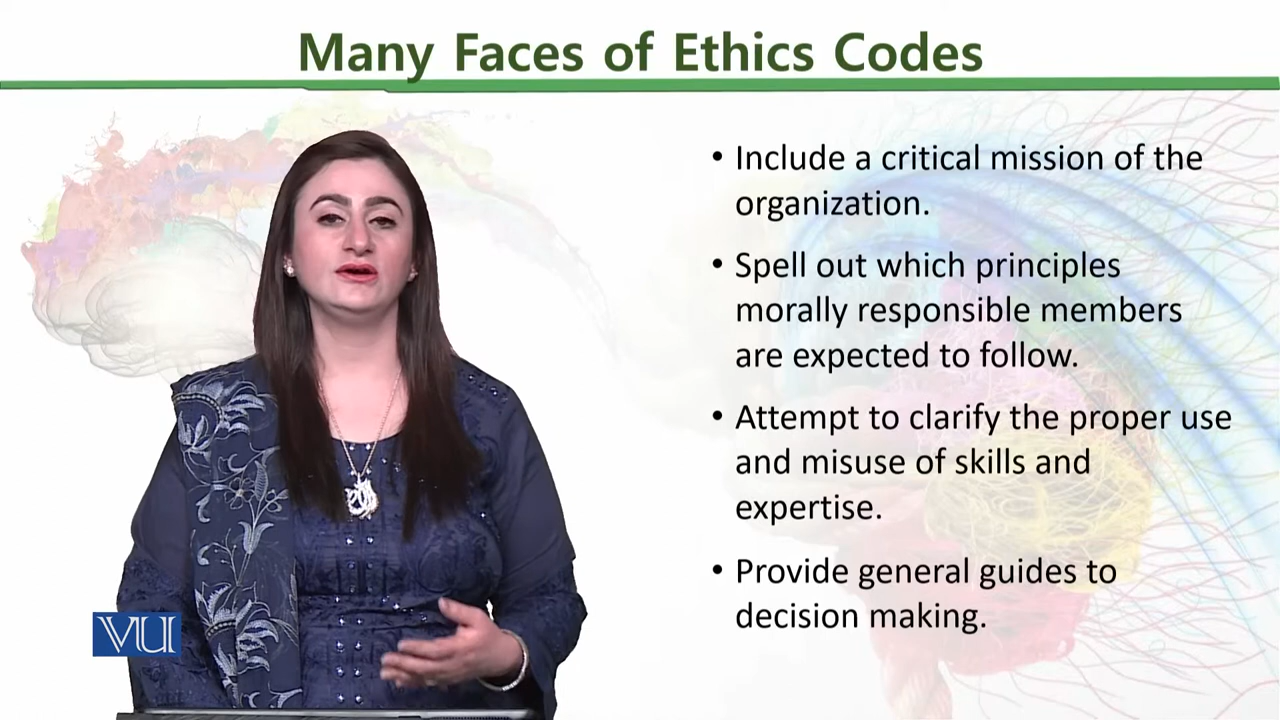 Many Faces of Ethics Codes
• Include a critical mission of the
organization.
• Spell out which principles
morally responsible members
are expected to follow.
• Attempt to clarify the proper use
and misuse of skills and
expertise.
• Provide general guides to
decision making.
VU